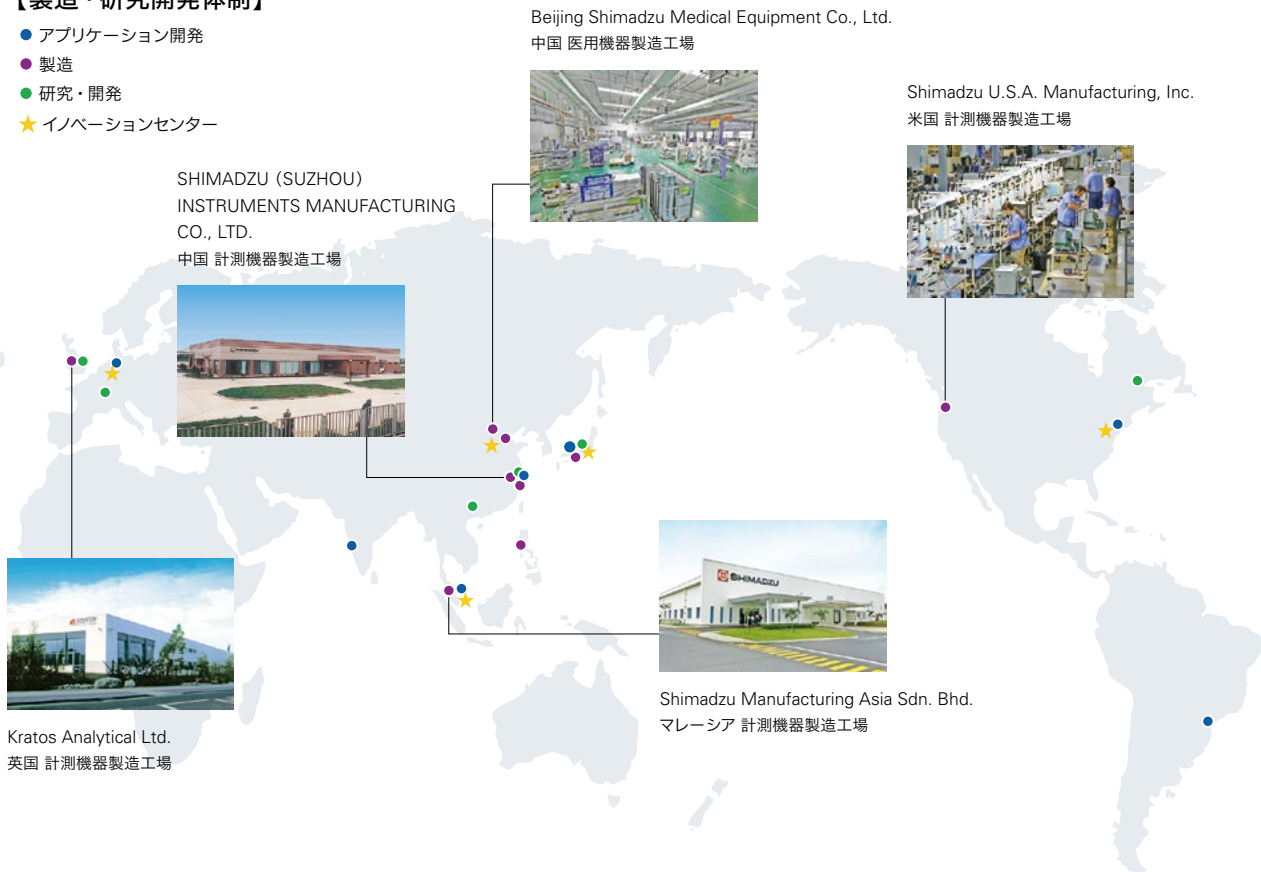 【製造・研究開発体制】
アプリケーション開発
製造
研究・開発
イノベーションセンター
Beijing Shimadzu Medical Equipment Co., Ltd.
中国 医用機器製造工場
Shimadzu U.S.A. Manufacturing, Inc.
米国 計測機器製造工場
SHIMADZU（SUZHOU）
INSTRUMENTS MANUFACTURING
CO., LTD.
中国 計測機器製造工場
SHIMADZU
Shimadzu Manufacturing Asia Sdn. Bhd.
マレーシア 計測機器製造工場
Kratos Analytical Ltd.
英国 計測機器製造工場